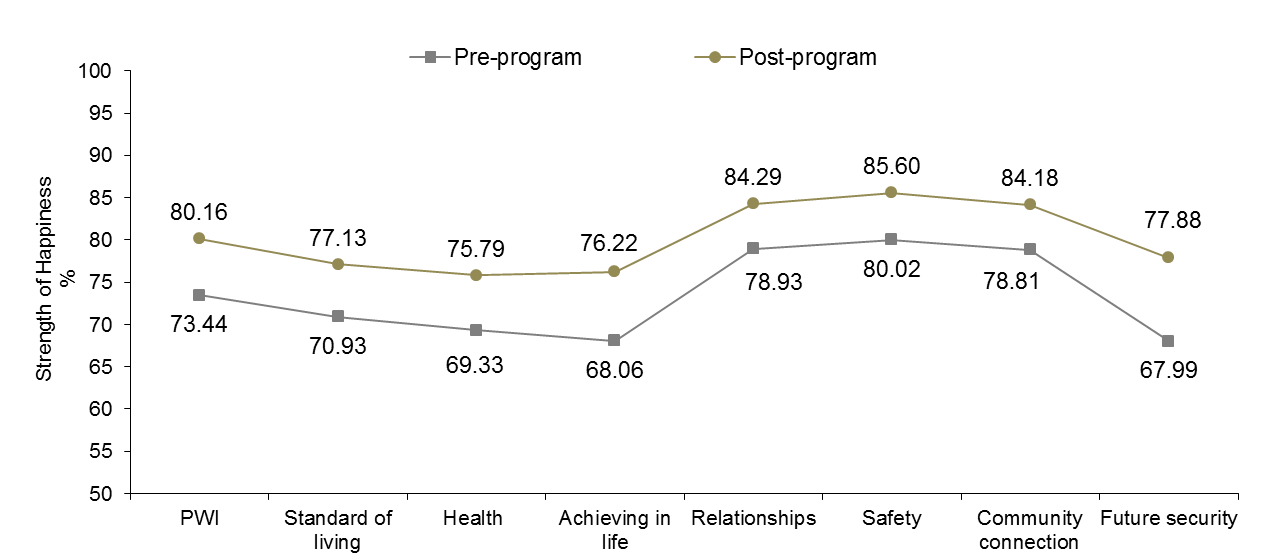 Pre-program
Post-program
Strength of Happiness
%
100
95
90
85
80
75
70
65
60
55
50
80.16
77.13
75.79
76.22
84.29
85.60
84.18
77.88
73.44
70.93
69.33
68.06
78.93
80.02
78.81
67.99
PWI
Standard of
living
Health
Achieving in
life
Relationships
Safety
Community
connection
Future security